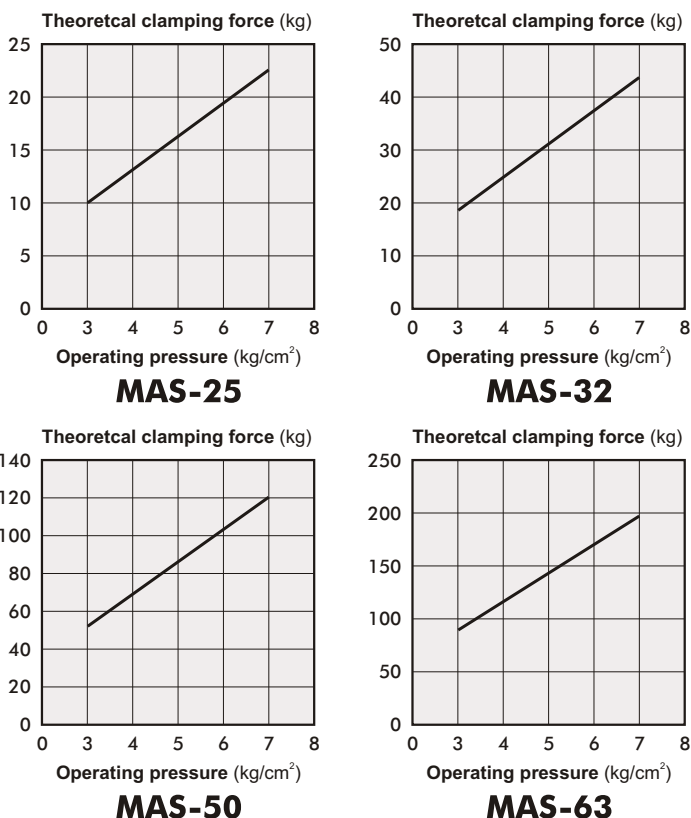 Theoretcal clamping force (kg)
25
20
15
10
5
0
0 3 4 5 6 7 8
Operating pressure (kg/cm²)
MAS-25
Theoretcal clamping force (kg)
50
40
30
20
10
0
0 3 4 5 6 7 8
Operating pressure (kg/cm²)
MAS-32
Theoretcal clamping force (kg)
140
120
100
80
60
40
20
0
0 3 4 5 6 7 8
Operating pressure (kg/cm²)
MAS-50
Theoretcal clamping force (kg)
250
200
150
100
50
0
0 3 4 5 6 7 8
Operating pressure (kg/cm²)
MAS-63